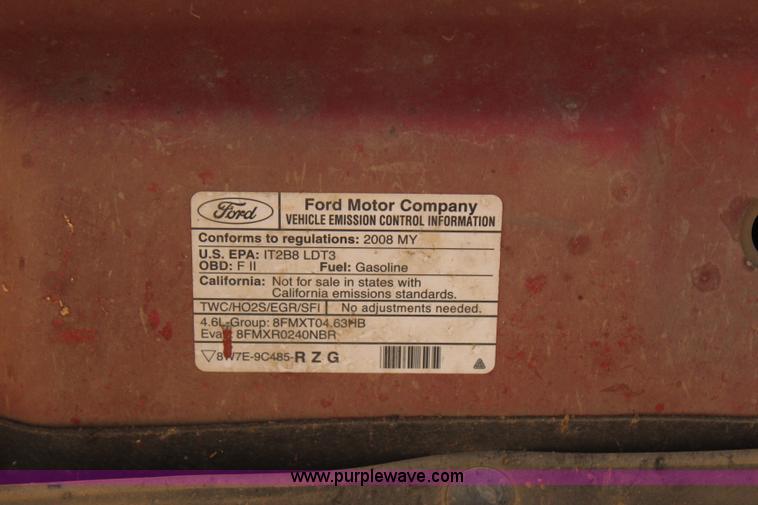 Ford
Ford Motor Company
VEHICLE EMISSION CONTROL INFORMATION
Conforms to regulations: 2008 MY
U.S. EPA: IT2B8 LDT3
OBD: F II Fuel: Gasoline
California: Not for sale in states with
California emissions standards.
TWC/HO2S/EGR/SFI No adjustments needed.
4.6L-Group: 8FMXT04.63HB
Evap: 8FMXR0240NBR
8W7E-9C485-R Z G
www.purplewave.com